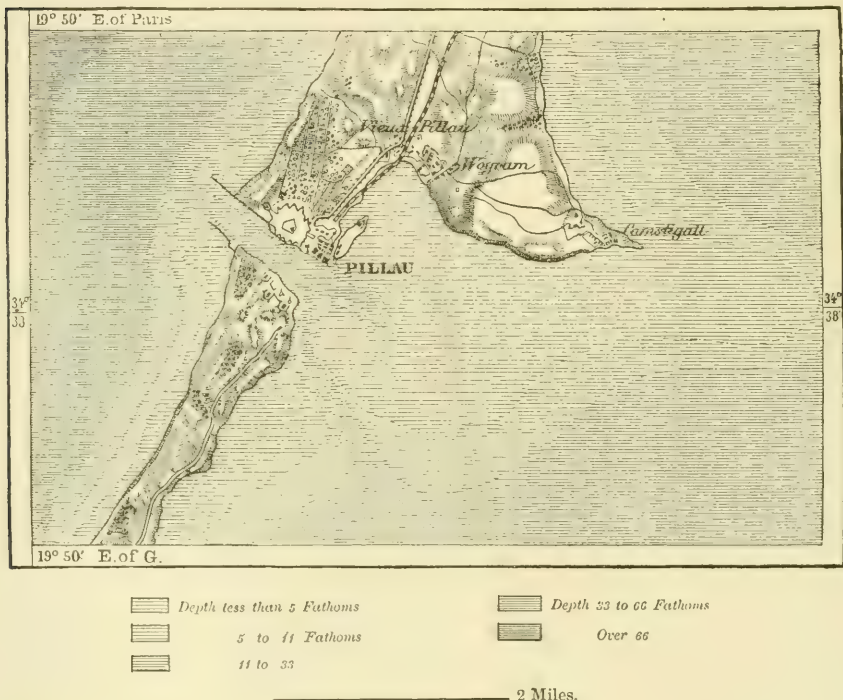 19° 50' E. of Paris
Vieux Pillau
Wogram
Camstigall
PILLAU
34°
38'
33
19° 50' E. of G.
Depth less than 5 Fathoms
5 to 11 Fathoms
11 to 33
Depth 33 to 66 Fathoms
Over 66
2 Miles.